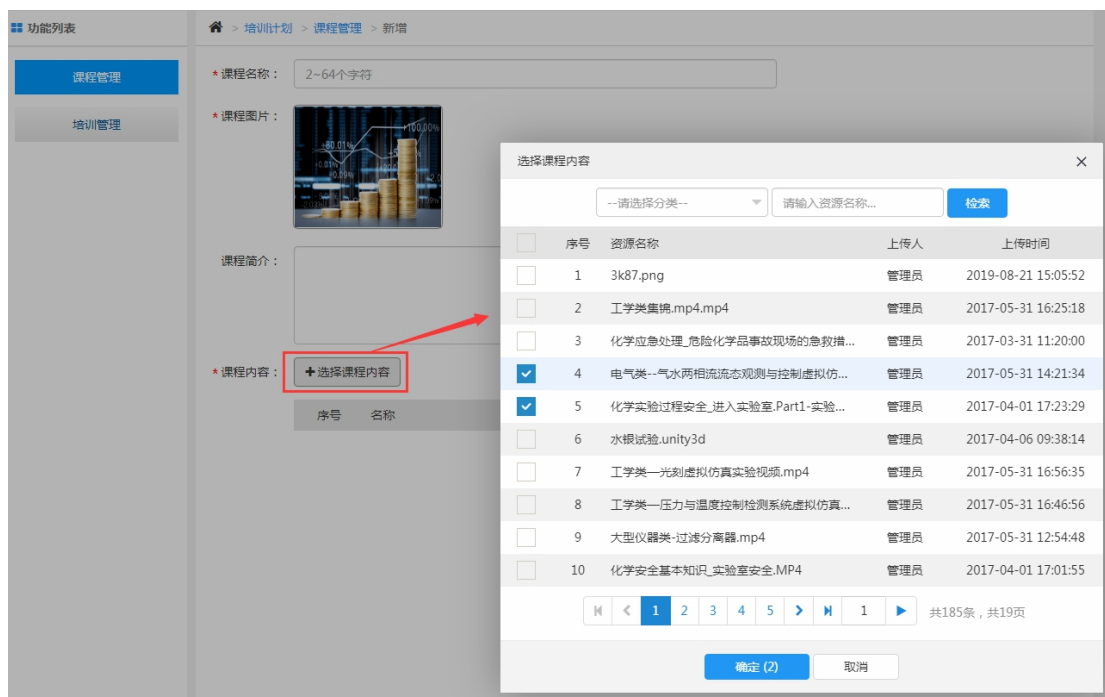 功能列表
> 培训计划 > 课程管理 > 新增
课程管理
培训管理
* 课程名称：
2~64个字符
* 课程图片：
+100.00%
+80.01%
+0.01%
+0.09%
课程简介：
* 课程内容：
+选择课程内容
序号 名称
选择课程内容
--请选择分类--
请输入资源名称...
检索
序号 资源名称 上传人 上传时间
1 3k87.png 管理员 2019-08-21 15:05:52
2 工学类集锦.mp4.mp4 管理员 2017-05-31 16:25:18
3 化学应急处理_危险化学品事故现场的急救措... 管理员 2017-03-31 11:20:00
4 电气类--气水两相流流态观测与控制虚拟仿... 管理员 2017-05-31 14:21:34
5 化学实验过程安全_进入实验室.Part1-实验... 管理员 2017-04-01 17:23:29
6 水根试验.unity3d 管理员 2017-04-06 09:38:14
7 工学类—光刻虚拟仿真实验视频.mp4 管理员 2017-05-31 16:56:35
8 工学类—压力与温度控制检测系统虚拟仿真... 管理员 2017-05-31 16:46:56
9 大型仪器类-过滤分离器.mp4 管理员 2017-05-31 12:54:48
10 化学安全基本知识_实验室安全.MP4 管理员 2017-04-01 17:01:55
1 2 3 4 5 1 共185条，共19页
确定 (2)
取消